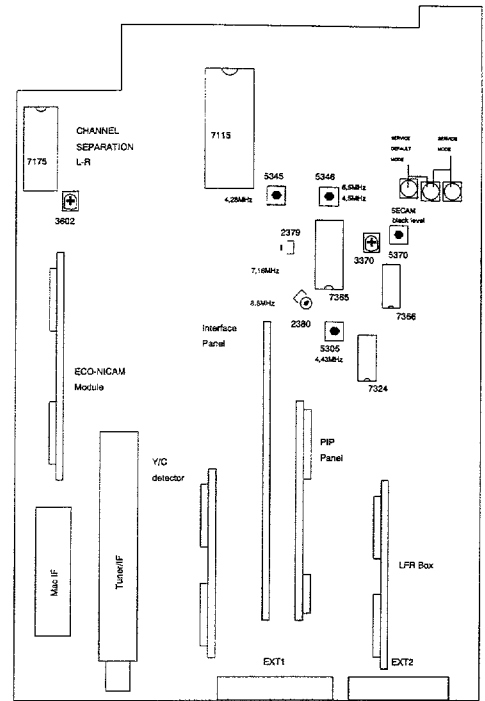 SERVICE
DEFAULT
MODE
SERVICE
MODE
CHANNEL
SEPARATION
L-R
7175
7115
3602
5345
4,28MHz
5346
6,5MHz
4,5MHz
SECAM
black level
5370
2379
3370
7,16MHz
7365
7366
8,8MHz
2380
5305
4,43MHz
7324
Interface
Panel
ECO-NICAM
Module
Y/C
detector
PIP
Panel
LFR Box
Mac IF
Tuner/IF
EXT1
EXT2